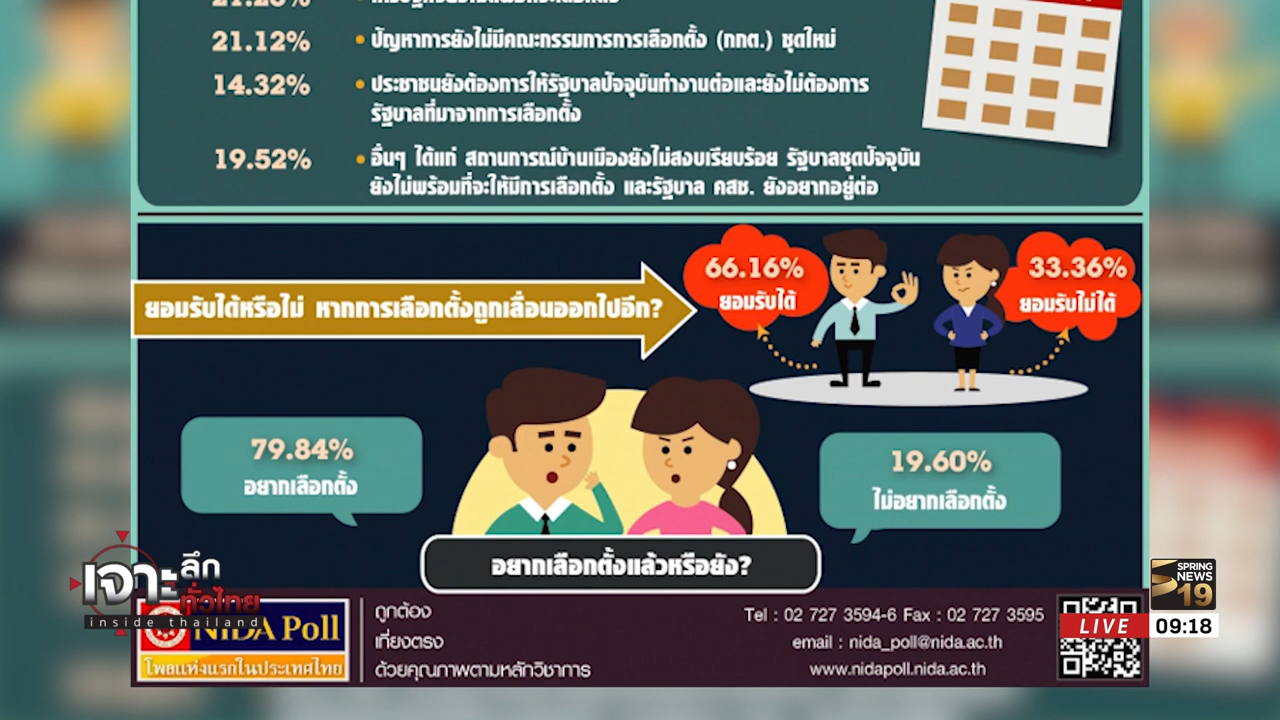 21.12% • ปัญหาการยังไม่มีคณะกรรมการการเลือกตั้ง (กกต.) ชุดใหม่
14.32% • ประชาชนยังต้องการให้รัฐบาลปัจจุบันทำงานต่อและยังไม่ต้องการ
รัฐบาลที่มาจากการเลือกตั้ง
19.52% • อื่นๆ ได้แก่ สถานการณ์บ้านเมืองยังไม่สงบเรียบร้อย รัฐบาลชุดปัจจุบัน
ยังไม่พร้อมที่จะให้มีการเลือกตั้ง และรัฐบาล คสช. ยังอยากอยู่ต่อ
ยอมรับได้หรือไม่ หากการเลือกตั้งถูกเลื่อนออกไปอีก?
66.16%
ยอมรับได้
33.36%
ยอมรับไม่ได้
79.84%
อยากเลือกตั้ง
19.60%
ไม่อยากเลือกตั้ง
อยากเลือกตั้งแล้วหรือยัง?
เจาะลึก
ทั่วไทย
inside thailand
NIDA Poll
โพลแห่งแรกในประเทศไทย
ถูกต้อง
เที่ยงตรง
ด้วยคุณภาพตามหลักวิชาการ
Tel : 02 727 3594-6 Fax : 02 727 3595
email : nida_poll@nida.ac.th
www.nidapoll.nida.ac.th
SPRING
NEWS
19
LIVE 09:18